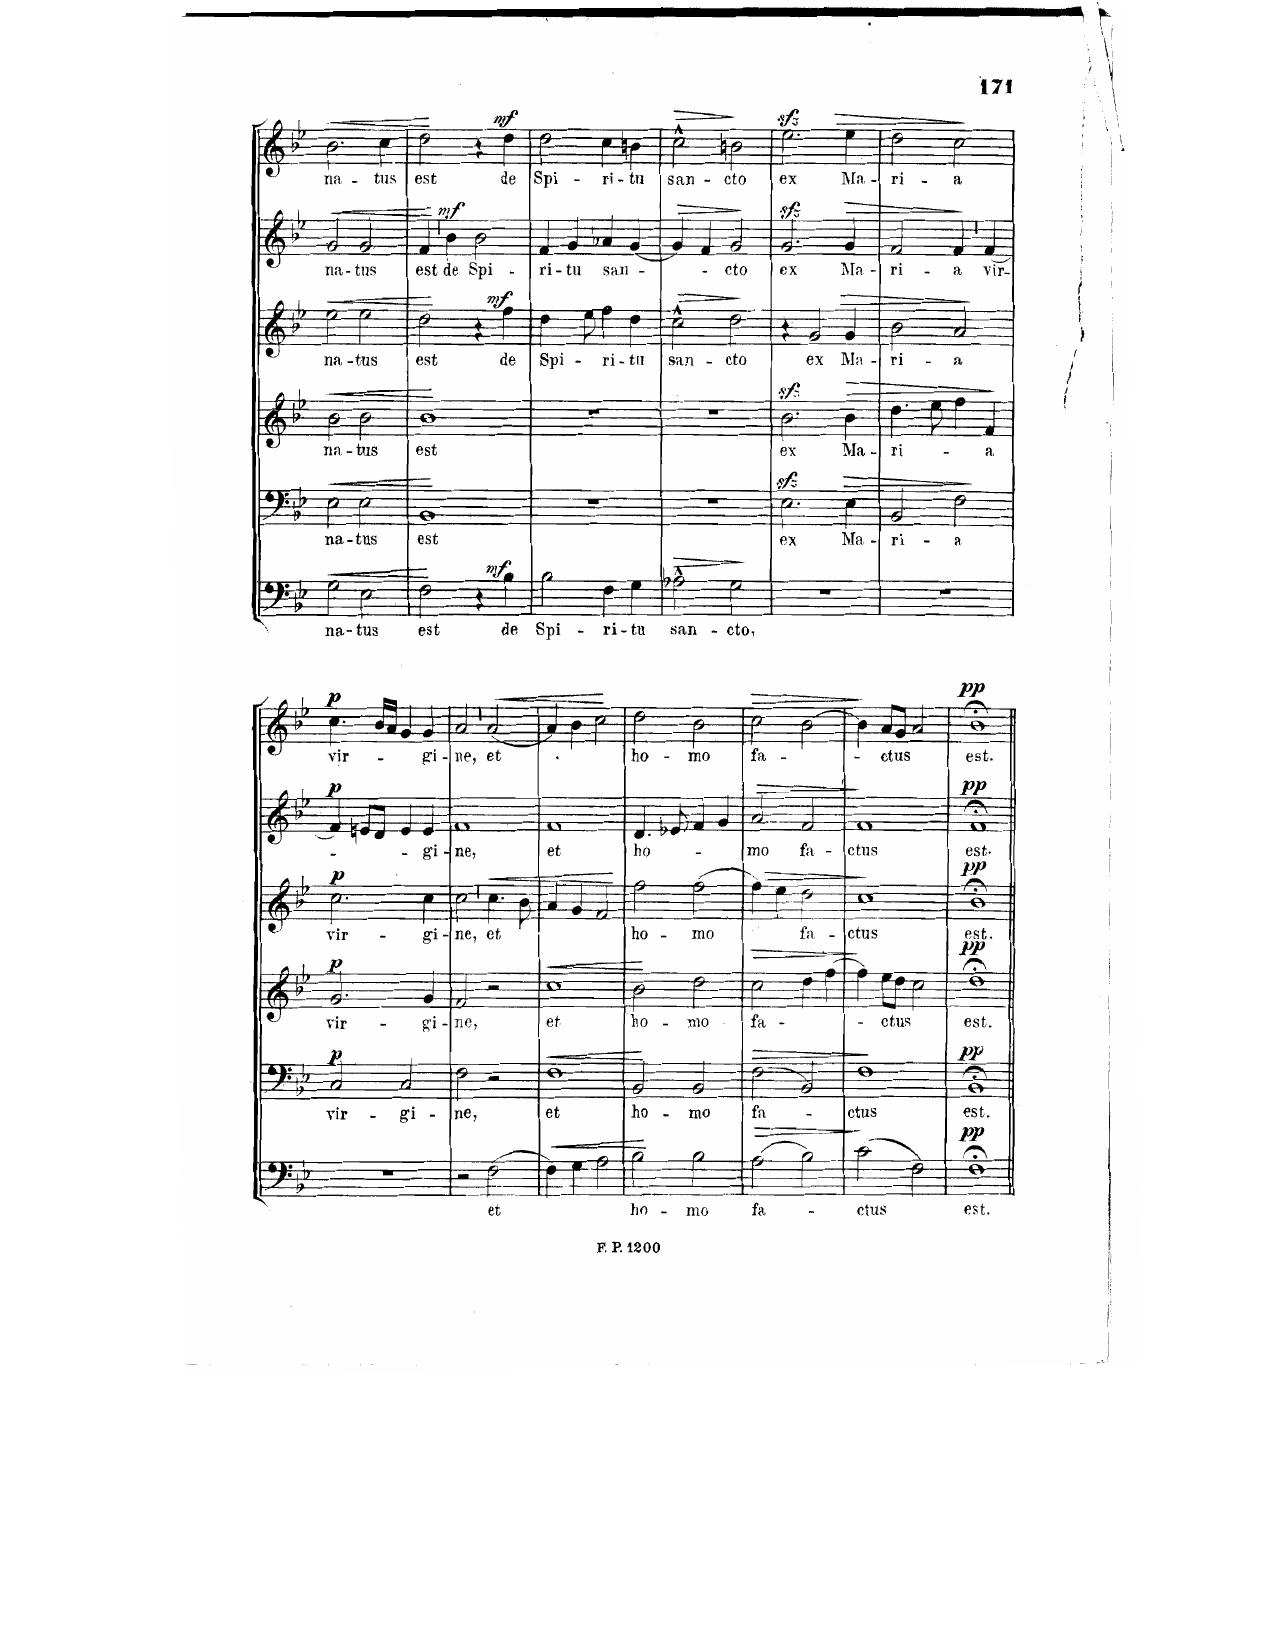 171
mf
na - tus est de Spi - ri - tu san - cto ex Ma - ri - a
mf
na - tus est de Spi - ri - tu san - - cto ex Ma - ri - a vir-
mf
na - tus est de Spi - ri - tu san - cto ex Ma - ri - a
sf
na - tus est ex Ma - ri - a
sf
na - tus est ex Ma - ri - a
mf
na - tus est de Spi - ri - tu san - cto,
p pp
vir - gi - ne, et ho - mo fa - - ctus est.
p pp
- - gi - ne, et ho - mo fa - ctus est.
p pp
vir - gi - ne, et ho - mo fa - ctus est.
p pp
vir - gi - ne, et ho - mo fa - - ctus est.
p pp
vir - gi - ne, et ho - mo fa - ctus est.
pp
et ho - mo fa - ctus est.
F. P. 1200